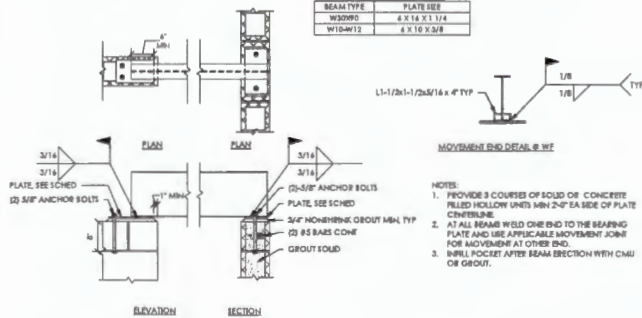 BEAM TYPE PLATE SIZE
W30X90 6 X 16 X 1 1/4
W10-W12 6 X 10 X 3/8
6"
MIN
PLAN
PLAN
L1-1/2x1-1/2x5/16 x 4" TYP
1/8
1/8
TYP
MOVEMENT END DETAIL @ WF
3/16
3/16
3/16
3/16
PLATE, SEE SCHED
(2) 5/8" ANCHOR BOLTS
1" MIN
8"
(2)-5/8" ANCHOR BOLTS
PLATE, SEE SCHED
3/4" NONSHRINK GROUT MIN, TYP
(2) #5 BARS CONT
GROUT SOLID
ELEVATION
SECTION
NOTES:
1. PROVIDE 3 COURSES OF SOLID OR CONCRETE
FILLED HOLLOW UNITS MIN 2'-0" EA SIDE OF PLATE
CENTERLINE.
2. AT ALL BEAMS WELD ONE END TO THE BEARING
PLATE AND USE APPLICABLE MOVEMENT JOINT
FOR MOVEMENT AT OTHER END.
3. INFILL POCKET AFTER BEAM ERECTION WITH CMU
OR GROUT.